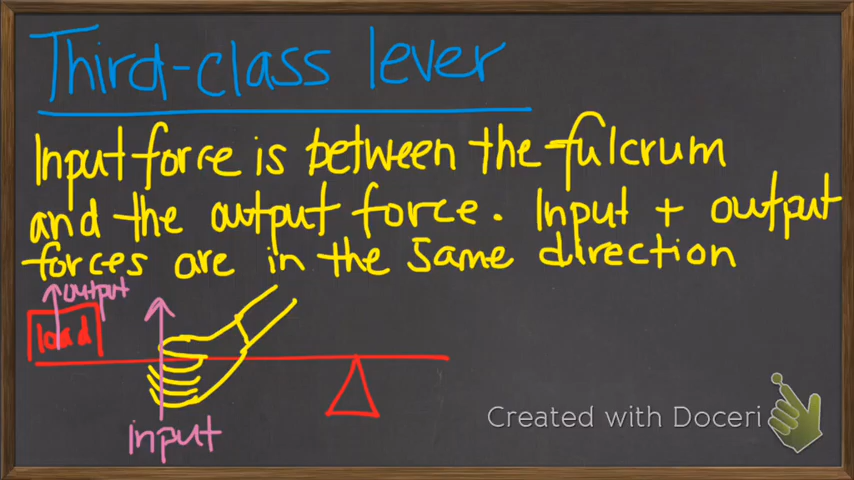 Third-class lever
Input force is between the fulcrum
and the output force. Input + output
forces are in the same direction
output
load
input
Created with Doceri